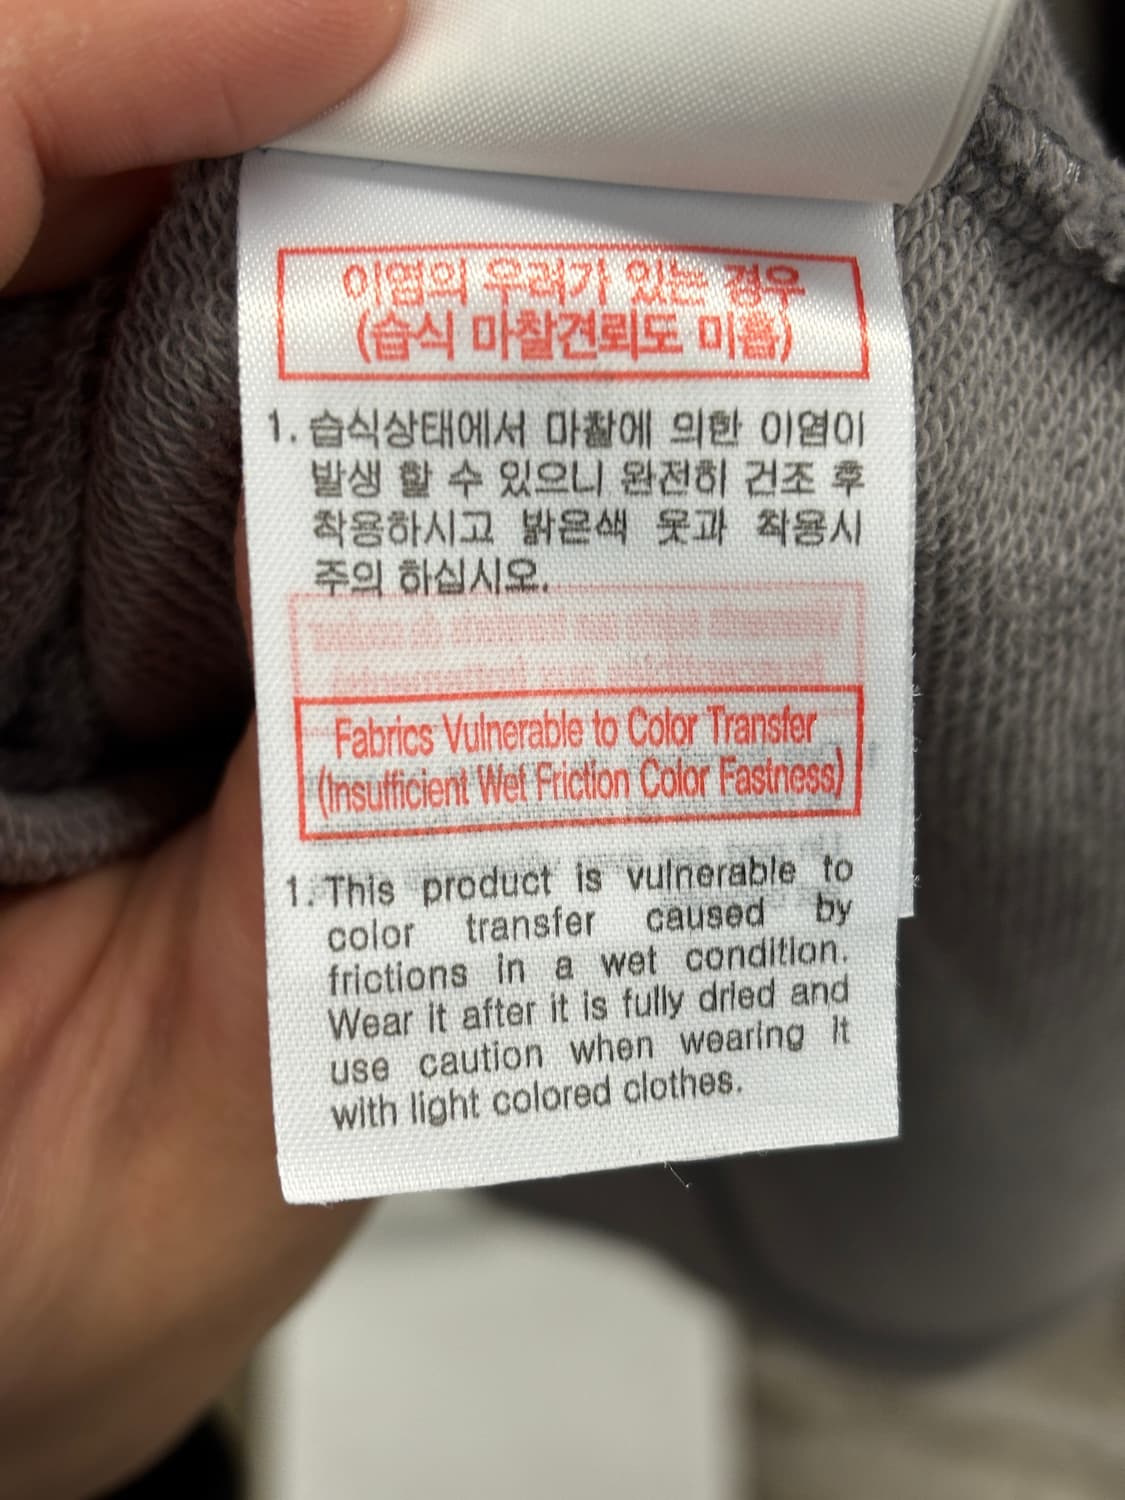 이염의 우려가 있는 경우
(습식 마찰견뢰도 미흡)
1. 습식상태에서 마찰에 의한 이염이
발생 할 수 있으니 완전히 건조 후
착용하시고 밝은색 옷과 착용시
주의 하십시오.
Fabrics Vulnerable to Color Transfer
(Insufficient Wet Friction Color Fastness)
1. This product is vulnerable to
color transfer caused by
frictions in a wet condition.
Wear it after it is fully dried and
use caution when wearing it
with light colored clothes.